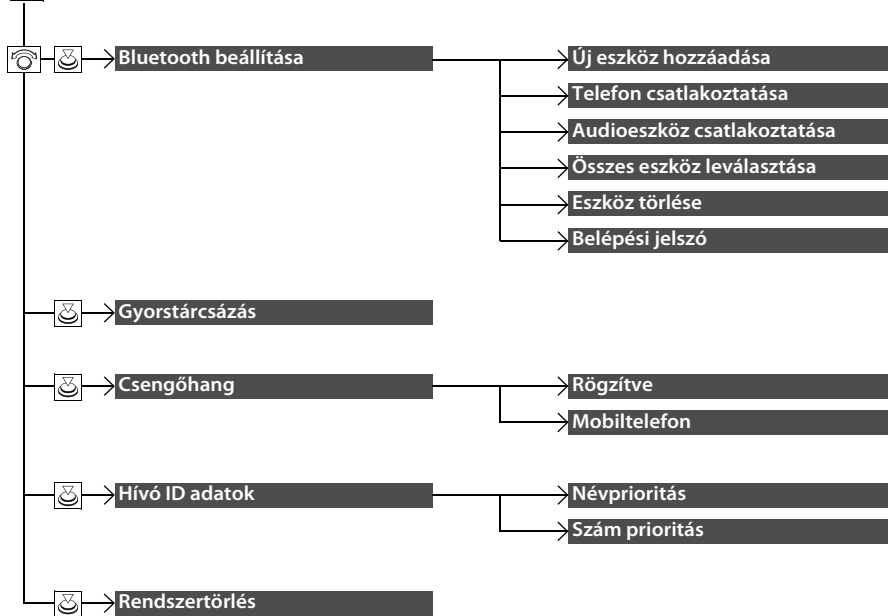 Bluetooth beállítása
Új eszköz hozzáadása
Telefon csatlakoztatása
Audioeszköz csatlakoztatása
Összes eszköz leválasztása
Eszköz törlése
Belépési jelszó
Gyorstárcsázás
Csengőhang
Rögzítve
Mobiltelefon
Hívó ID adatok
Névprioritás
Szám prioritás
Rendszertörlés